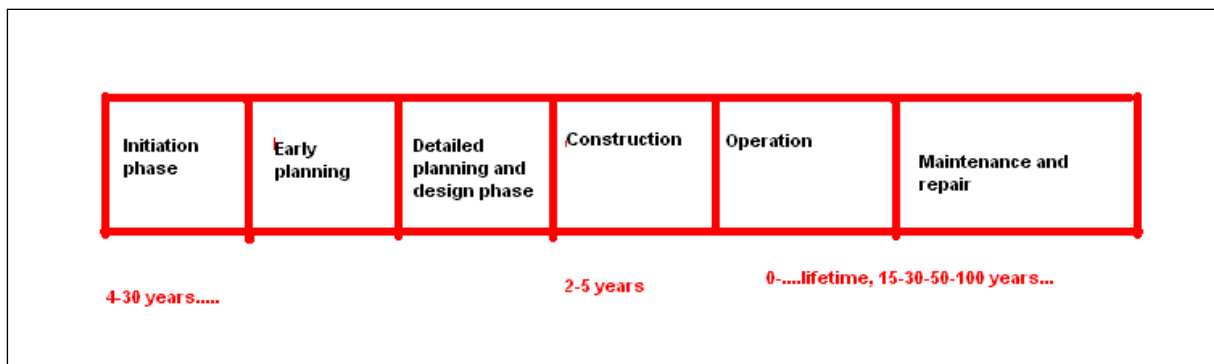 Initiation
phase
Early
planning
Detailed
planning and
design phase
Construction
Operation
Maintenance and
repair
4-30 years.....
2-5 years
0-....lifetime, 15-30-50-100 years...